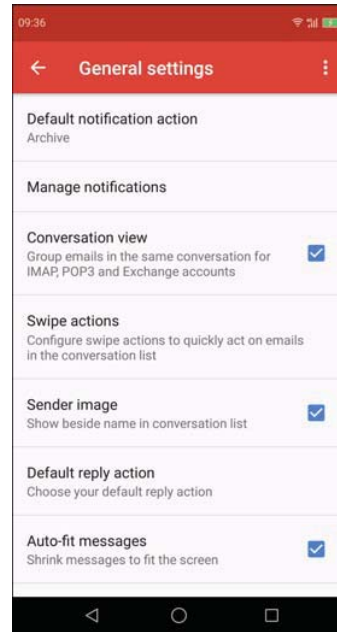 09:36
General settings
Default notification action
Archive
Manage notifications
Conversation view
Group emails in the same conversation for
IMAP, POP3 and Exchange accounts
Swipe actions
Configure swipe actions to quickly act on emails
in the conversation list
Sender image
Show beside name in conversation list
Default reply action
Choose your default reply action
Auto-fit messages
Shrink messages to fit the screen